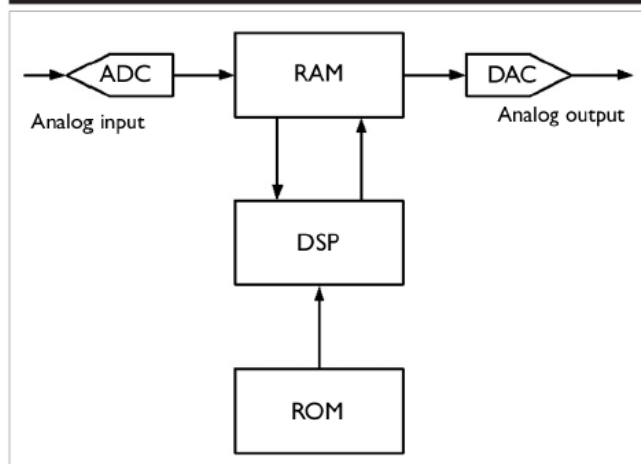 ADC
RAM
DAC
Analog input
Analog output
DSP
ROM